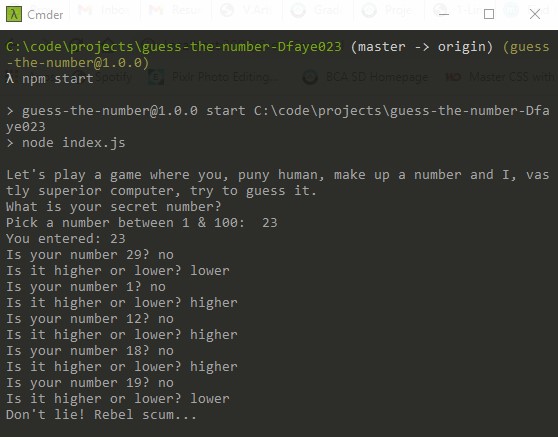 Cmder
C:\code\projects\guess-the-number-Dfaye023 (master -> origin) (guess
-the-number@1.0.0)
λ npm start
> guess-the-number@1.0.0 start C:\code\projects\guess-the-number-Dfa
ye023
> node index.js
Let's play a game where you, puny human, make up a number and I, vas
tly superior computer, try to guess it.
What is your secret number?
Pick a number between 1 & 100:  23
You entered: 23
Is your number 29? no
Is it higher or lower? lower
Is your number 1? no
Is it higher or lower? higher
Is your number 12? no
Is it higher or lower? higher
Is your number 18? no
Is it higher or lower? higher
Is your number 19? no
Is it higher or lower? lower
Don't lie! Rebel scum...